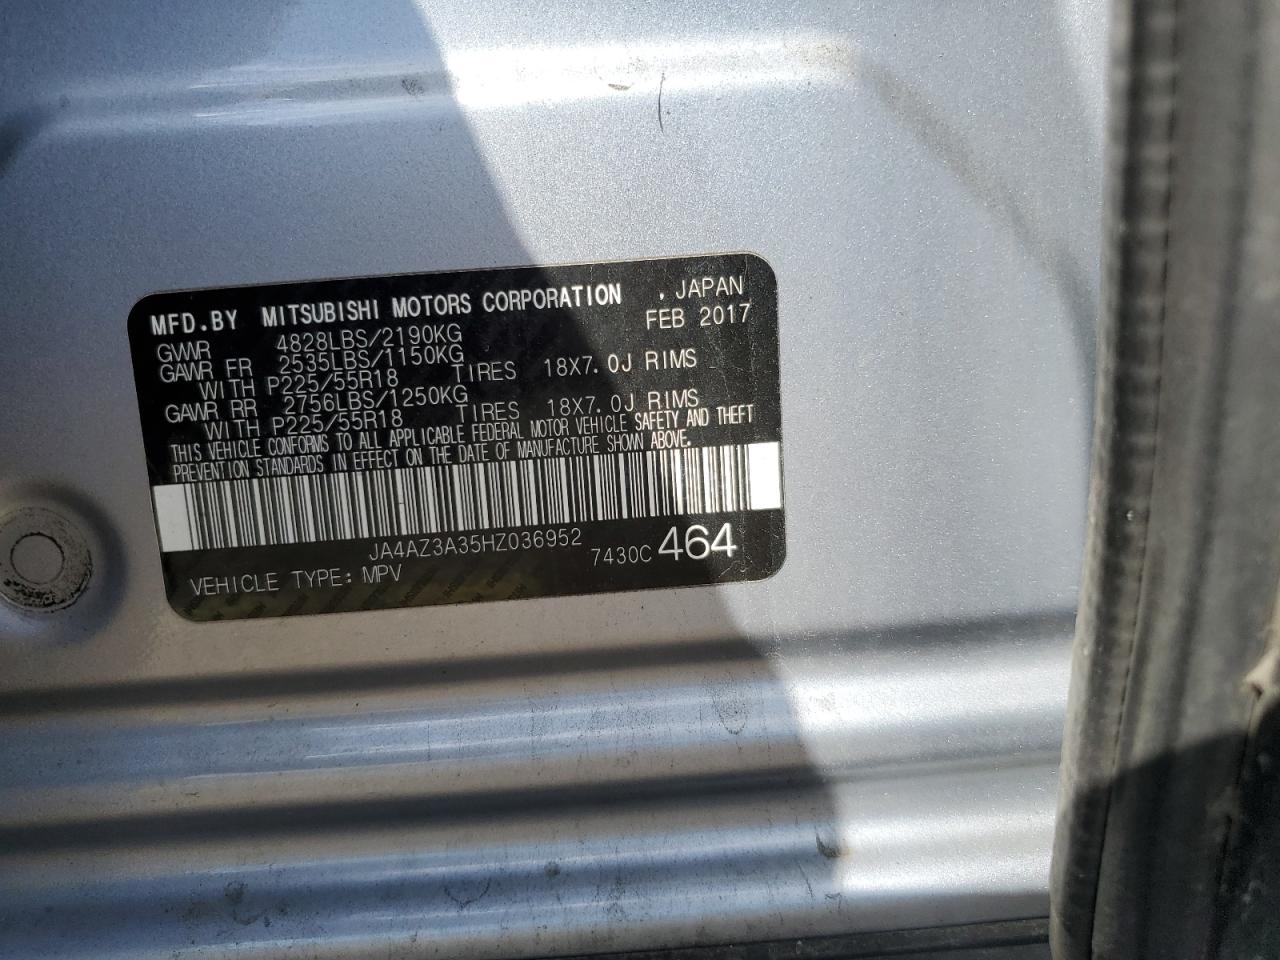 MFD.BY MITSUBISHI MOTORS CORPORATION . JAPAN
FEB 2017
GVWR 4828LBS/2190KG
GAWR FR 2535LBS/1150KG
WITH P225/55R18 TIRES 18X7.0J RIMS
GAWR RR 2756LBS/1250KG
WITH P225/55R18 TIRES 18X7.0J RIMS
THIS VEHICLE CONFORMS TO ALL APPLICABLE FEDERAL MOTOR VEHICLE SAFETY AND THEFT
PREVENTION STANDARDS IN EFFECT ON THE DATE OF MANUFACTURE SHOWN ABOVE.
JA4AZ3A35HZ036952
7430C 464
VEHICLE TYPE: MPV